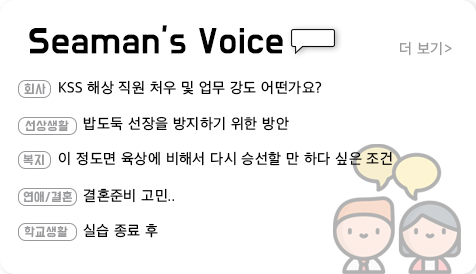 Seaman's Voice
더 보기>
회사 KSS 해상 직원 처우 및 업무 강도 어떤가요?
선상생활 밥도둑 선장을 방지하기 위한 방안
복지 이 정도면 육상에 비해서 다시 승선할 만 하다 싶은 조건
연애/결혼 결혼준비 고민..
학교생활 실습 종료 후